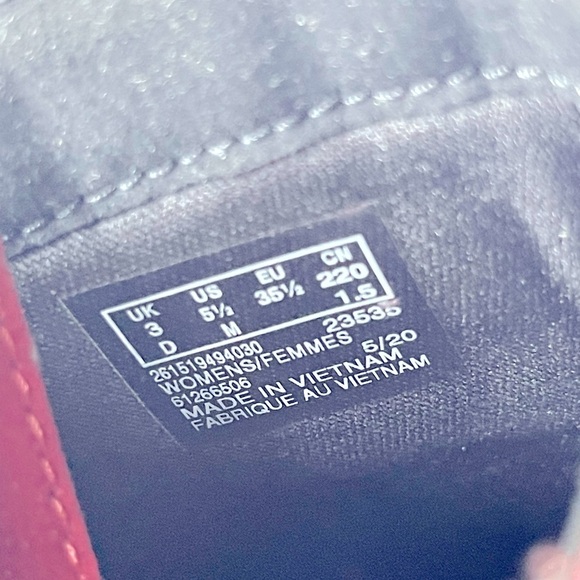 UK US EU CN
3 5½ 35½ 220
D M 1.5
261519494030 23535
WOMENS/FEMMES
61266506 5/20
MADE IN VIETNAM
FABRIQUE AU VIETNAM